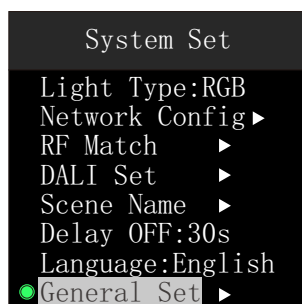 System Set
Light Type:RGB
Network Config
RF Match
DALI Set
Scene Name
Delay OFF:30s
Language:English
General Set